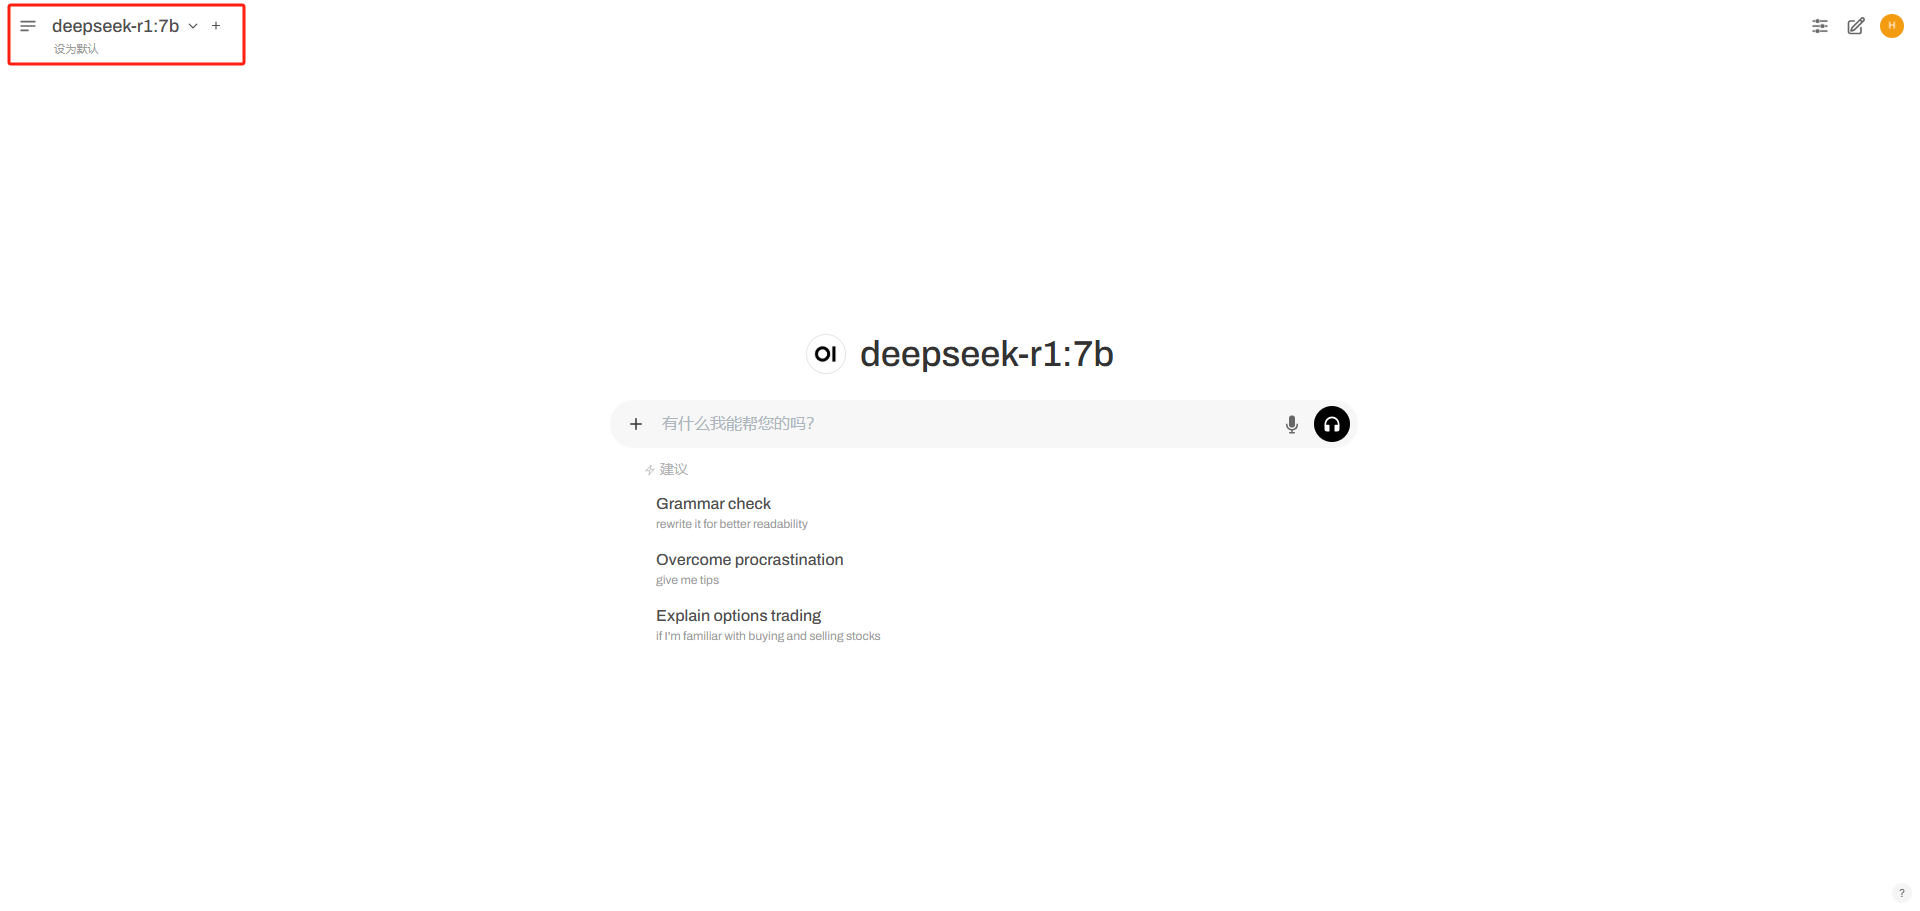 deepseek-r1:7b
设为默认
H
OI deepseek-r1:7b
有什么我能帮您的吗?
建议
Grammar check
rewrite it for better readability
Overcome procrastination
give me tips
Explain options trading
if I'm familiar with buying and selling stocks
?